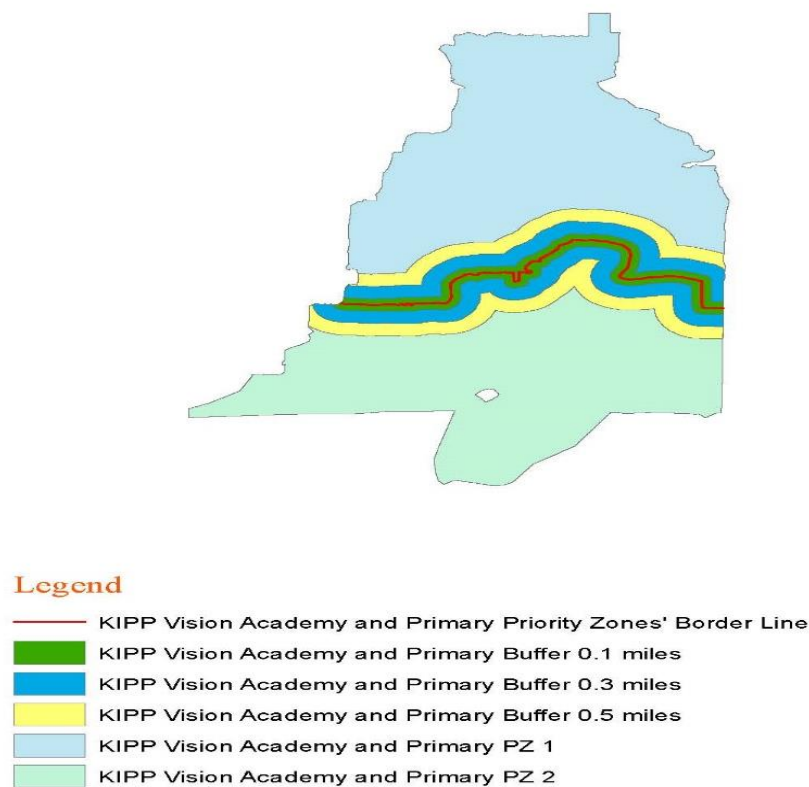 Legend
KIPP Vision Academy and Primary Priority Zones' Border Line
KIPP Vision Academy and Primary Buffer 0.1 miles
KIPP Vision Academy and Primary Buffer 0.3 miles
KIPP Vision Academy and Primary Buffer 0.5 miles
KIPP Vision Academy and Primary PZ 1
KIPP Vision Academy and Primary PZ 2